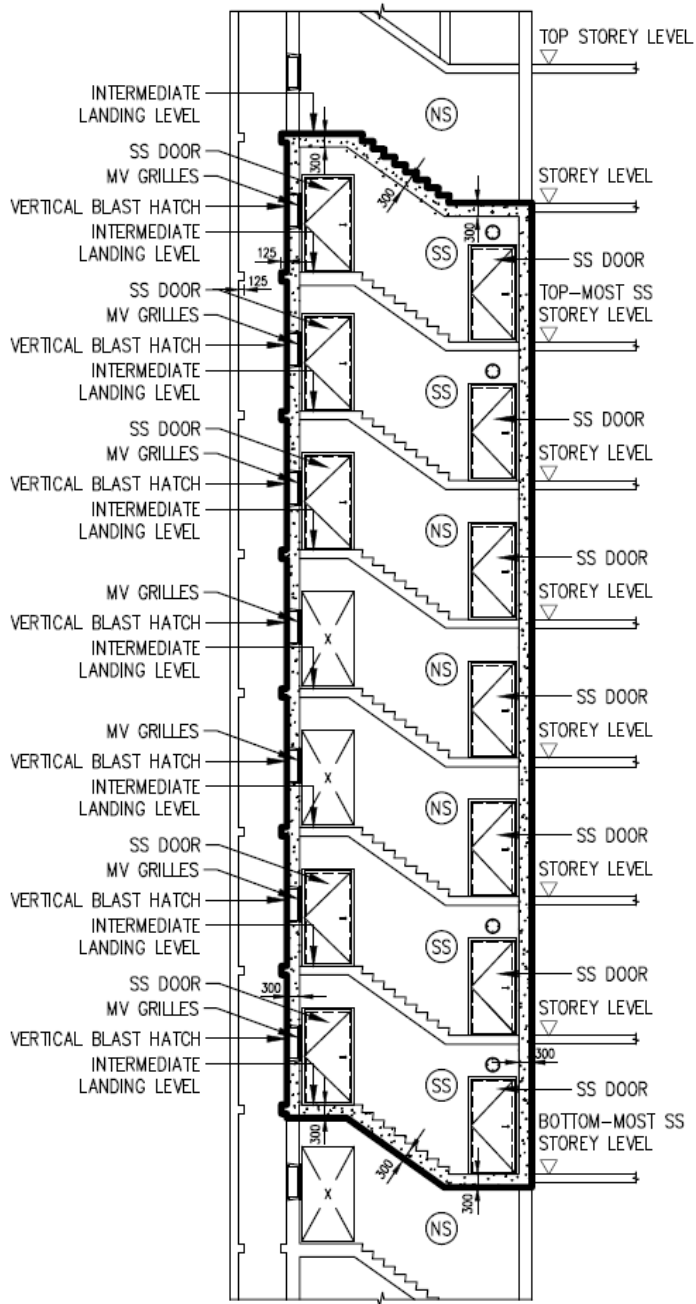 TOP STOREY LEVEL
INTERMEDIATE
LANDING LEVEL
NS
SS DOOR
300
MV GRILLES
300
STOREY LEVEL
VERTICAL BLAST HATCH
300
INTERMEDIATE
LANDING LEVEL
SS
SS DOOR
125
125
SS DOOR
TOP-MOST SS
STOREY LEVEL
MV GRILLES
VERTICAL BLAST HATCH
INTERMEDIATE
LANDING LEVEL
SS
SS DOOR
SS DOOR
MV GRILLES
STOREY LEVEL
VERTICAL BLAST HATCH
INTERMEDIATE
LANDING LEVEL
NS
SS DOOR
MV GRILLES
STOREY LEVEL
VERTICAL BLAST HATCH
X
INTERMEDIATE
LANDING LEVEL
NS
SS DOOR
MV GRILLES
STOREY LEVEL
VERTICAL BLAST HATCH
X
INTERMEDIATE
LANDING LEVEL
NS
SS DOOR
SS DOOR
MV GRILLES
STOREY LEVEL
VERTICAL BLAST HATCH
INTERMEDIATE
LANDING LEVEL
SS
SS DOOR
SS DOOR
300
MV GRILLES
STOREY LEVEL
VERTICAL BLAST HATCH
300
INTERMEDIATE
LANDING LEVEL
SS
SS DOOR
300
BOTTOM-MOST SS
STOREY LEVEL
300
X
300
NS